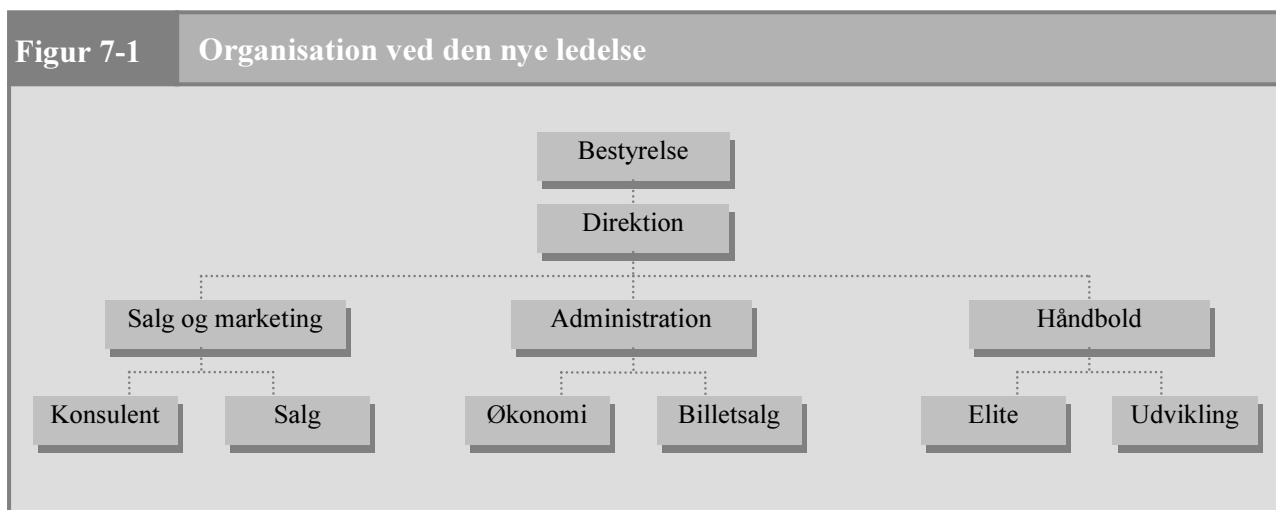 Figur 7-1 Organisation ved den nye ledelse
Bestyrelse
Direktion
Salg og marketing Administration Håndbold
Konsulent Salg Økonomi Billetsalg Elite Udvikling